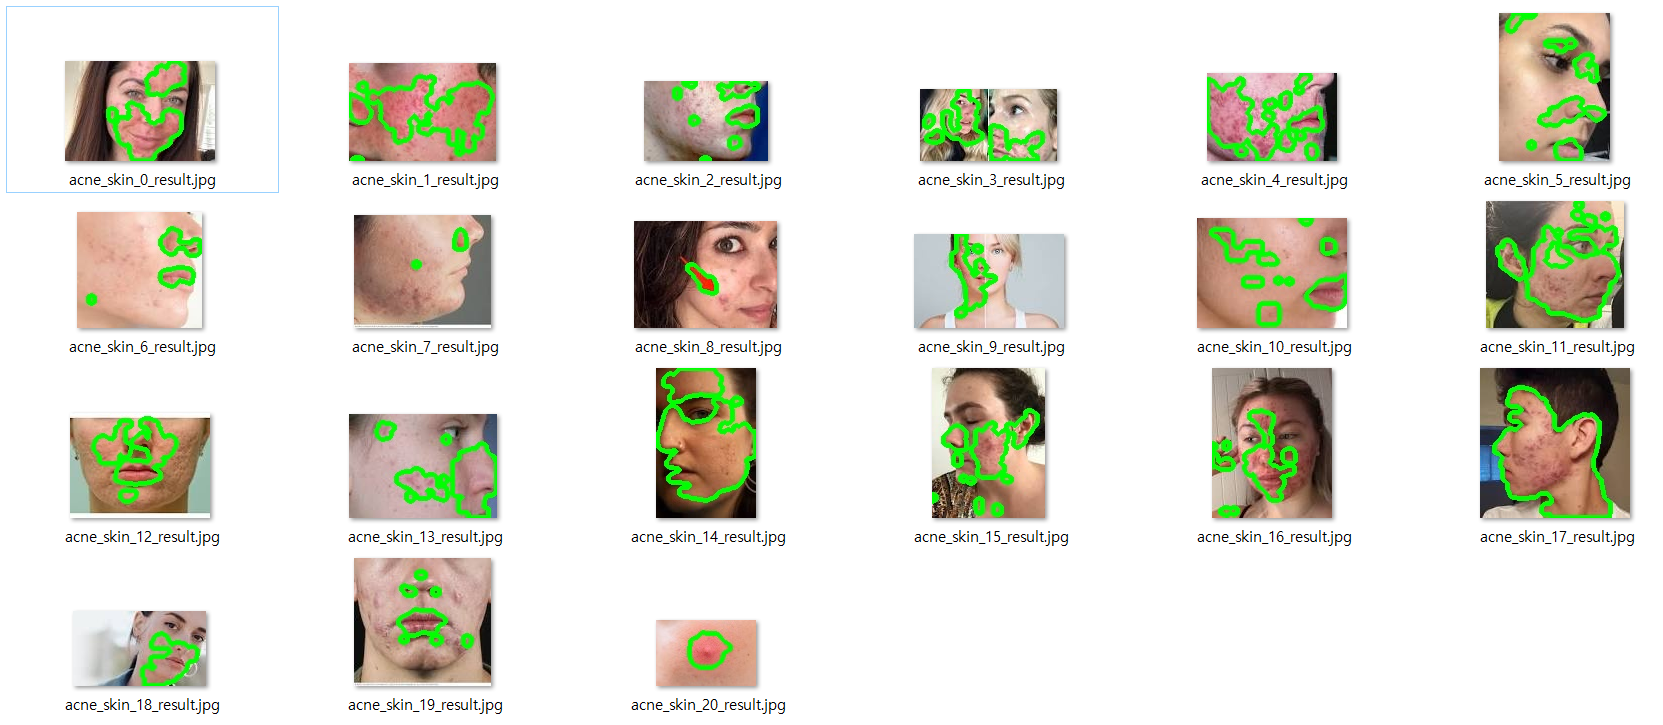 acne_skin_0_result.jpg
acne_skin_1_result.jpg
acne_skin_2_result.jpg
acne_skin_3_result.jpg
acne_skin_4_result.jpg
acne_skin_5_result.jpg
acne_skin_6_result.jpg
acne_skin_7_result.jpg
acne_skin_8_result.jpg
acne_skin_9_result.jpg
acne_skin_10_result.jpg
acne_skin_11_result.jpg
acne_skin_12_result.jpg
acne_skin_13_result.jpg
acne_skin_14_result.jpg
acne_skin_15_result.jpg
acne_skin_16_result.jpg
acne_skin_17_result.jpg
acne_skin_18_result.jpg
acne_skin_19_result.jpg
acne_skin_20_result.jpg